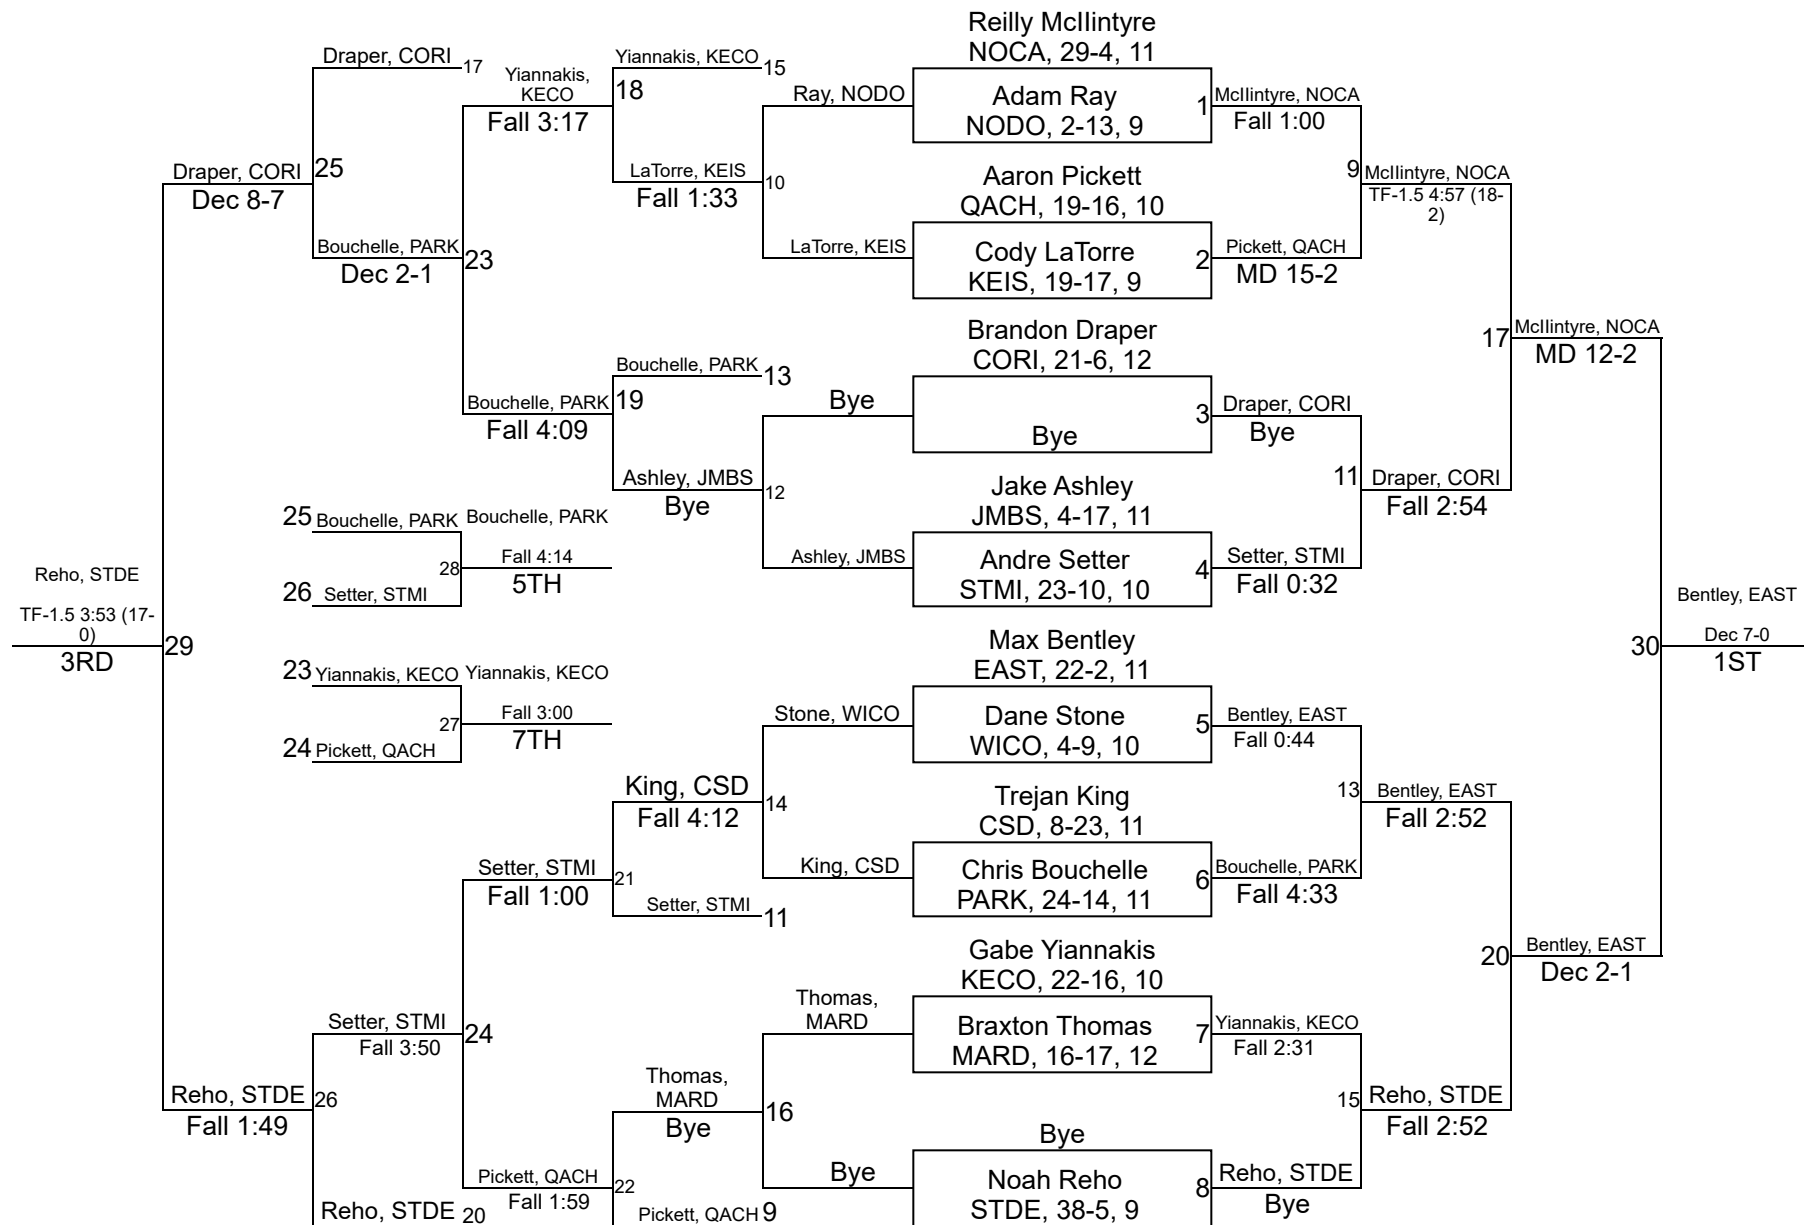 Reilly McIlintyre
NOCA, 29-4, 11
Draper, CORI
17
Yiannakis,
KECO
Fall 3:17
18
Yiannakis, KECO
15
Ray, NODO
Adam Ray
NODO, 2-13, 9
1
McIlintyre, NOCA
Fall 1:00
Draper, CORI
Dec 8-7
25
LaTorre, KEIS
Fall 1:33
10
Aaron Pickett
QACH, 19-16, 10
9
McIlintyre, NOCA
TF-1.5 4:57 (18-
2)
Bouchelle, PARK
Dec 2-1
23
LaTorre, KEIS
Cody LaTorre
KEIS, 19-17, 9
2
Pickett, QACH
MD 15-2
Brandon Draper
CORI, 21-6, 12
17
McIlintyre, NOCA
MD 12-2
Bouchelle, PARK
13
Bouchelle, PARK
Fall 4:09
19
Bye
Bye
3
Draper, CORI
Bye
Ashley, JMBS
Bye
12
Jake Ashley
JMBS, 4-17, 11
11
Draper, CORI
Fall 2:54
25
Bouchelle, PARK
Bouchelle, PARK
Fall 4:14
28
5TH
26
Setter, STMI
Ashley, JMBS
Andre Setter
STMI, 23-10, 10
4
Setter, STMI
Fall 0:32
Reho, STDE
TF-1.5 3:53 (17-
0)
3RD
29
Max Bentley
EAST, 22-2, 11
30
Bentley, EAST
Dec 7-0
1ST
23
Yiannakis, KECO
Yiannakis, KECO
Fall 3:00
27
7TH
24
Pickett, QACH
Stone, WICO
Dane Stone
WICO, 4-9, 10
5
Bentley, EAST
Fall 0:44
King, CSD
Fall 4:12
14
Trejan King
CSD, 8-23, 11
13
Bentley, EAST
Fall 2:52
Setter, STMI
Fall 1:00
21
King, CSD
Chris Bouchelle
PARK, 24-14, 11
6
Bouchelle, PARK
Fall 4:33
Setter, STMI
11
Gabe Yiannakis
KECO, 22-16, 10
20
Bentley, EAST
Dec 2-1
Setter, STMI
Fall 3:50
24
Thomas,
MARD
Braxton Thomas
MARD, 16-17, 12
7
Yiannakis, KECO
Fall 2:31
Reho, STDE
Fall 1:49
26
Thomas,
MARD
Bye
16
Bye
15
Reho, STDE
Fall 2:52
Pickett, QACH
Fall 1:59
22
Bye
Noah Reho
STDE, 38-5, 9
8
Reho, STDE
Bye
Reho, STDE
20
Pickett, QACH
9